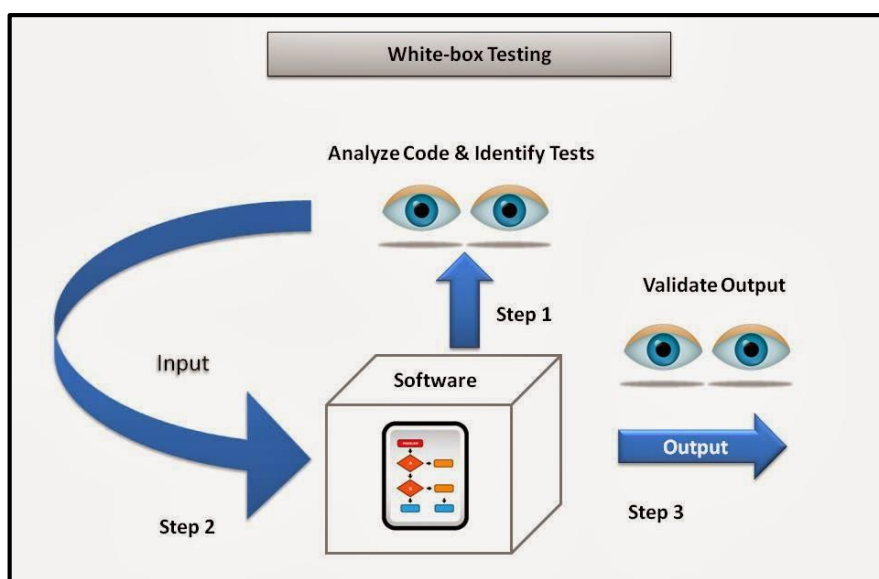 White-box Testing
Analyze Code & Identify Tests
Step 1
Validate Output
Input
Software
Output
Step 2
Step 3